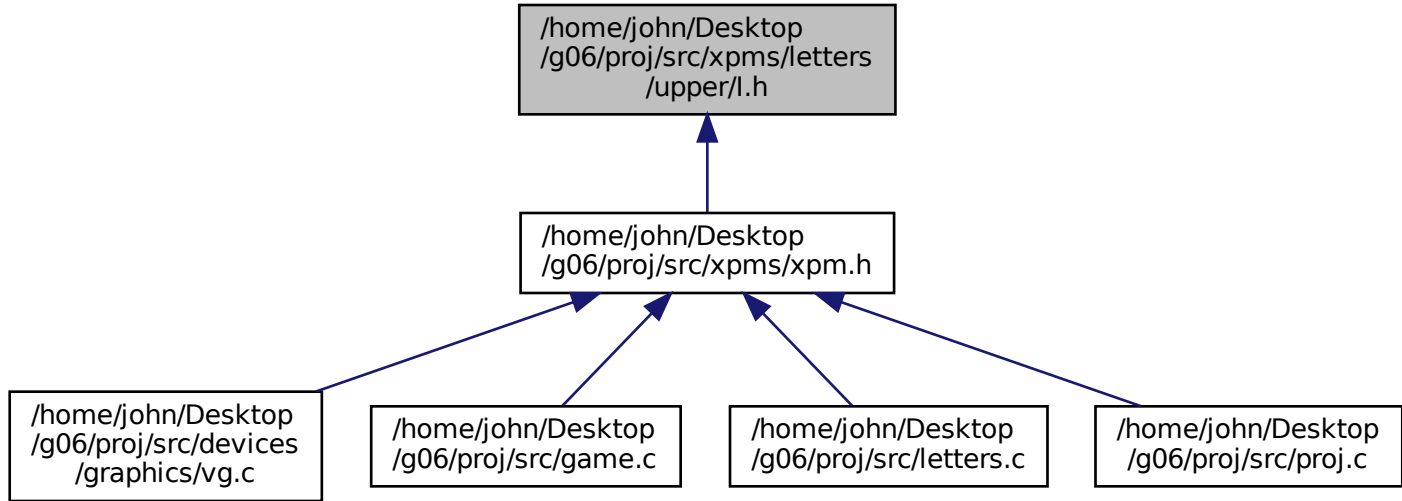 /home/john/Desktop
/g06/proj/src/xpms/letters
/upper/I.h
/home/john/Desktop
/g06/proj/src/xpms/xpm.h
/home/john/Desktop
/g06/proj/src/devices
/graphics/vg.c
/home/john/Desktop
/g06/proj/src/game.c
/home/john/Desktop
/g06/proj/src/letters.c
/home/john/Desktop
/g06/proj/src/proj.c